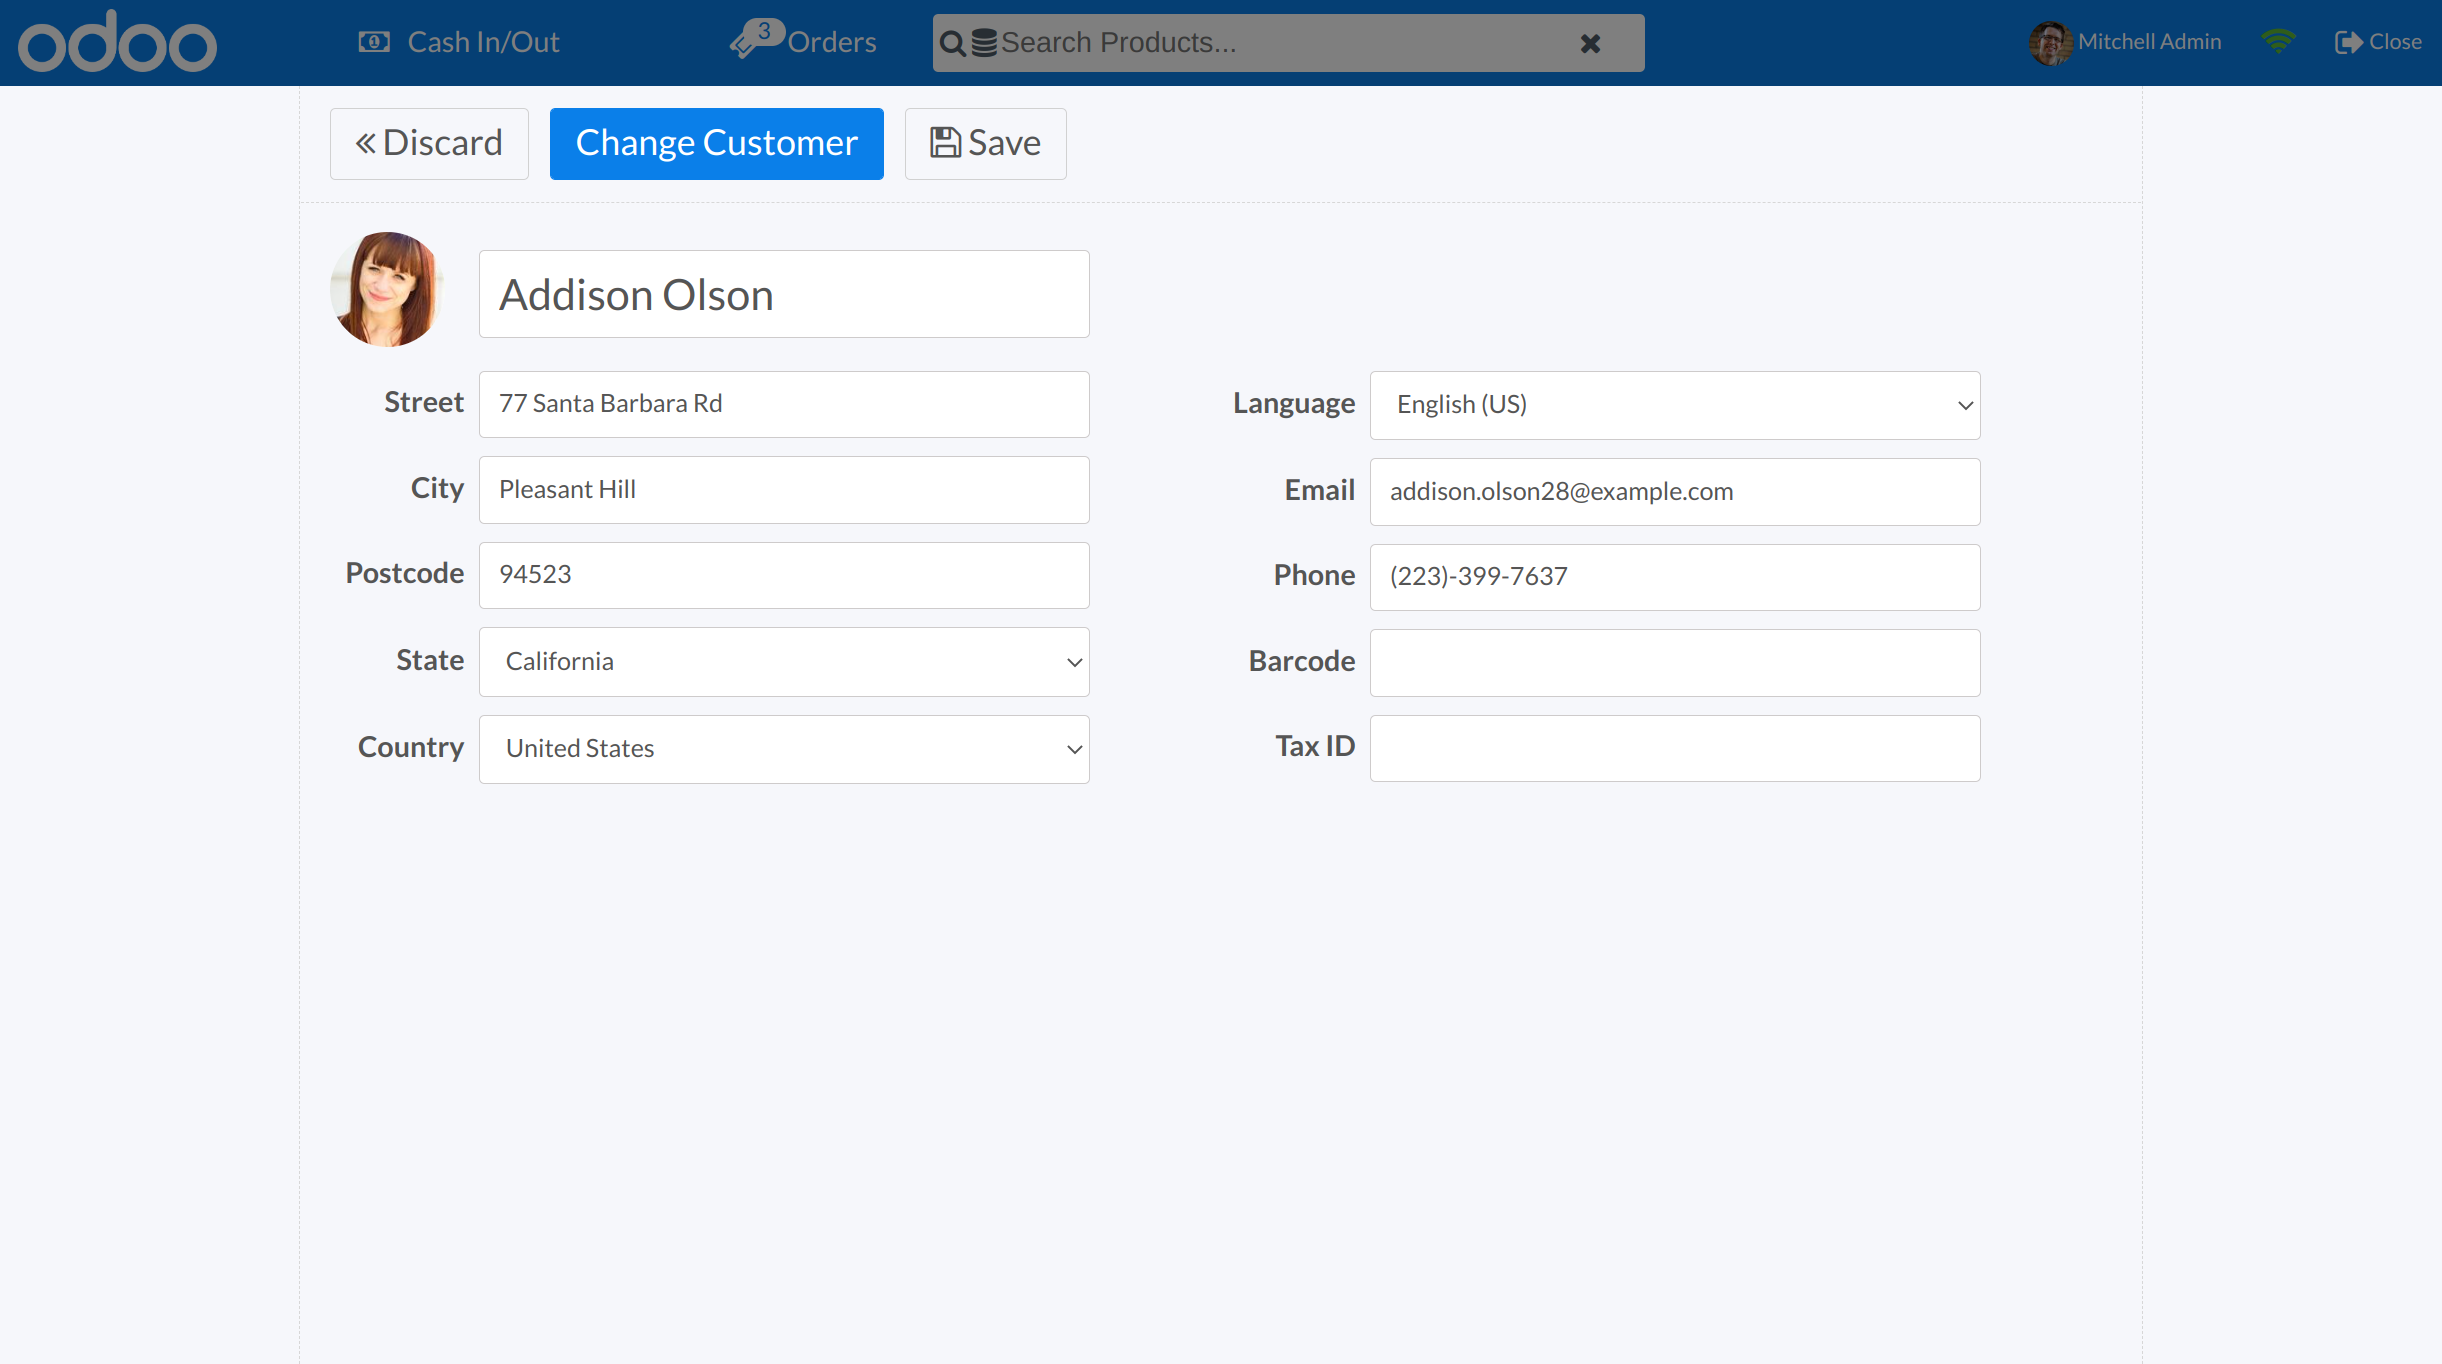 odoo
Cash In/Out
3
Orders
Search Products...
Mitchell Admin
Close
Discard
Change Customer
Save
Addison Olson
Street
77 Santa Barbara Rd
City
Pleasant Hill
Postcode
94523
State
California
Country
United States
Language
English (US)
Email
addison.olson28@example.com
Phone
(223)-399-7637
Barcode
Tax ID